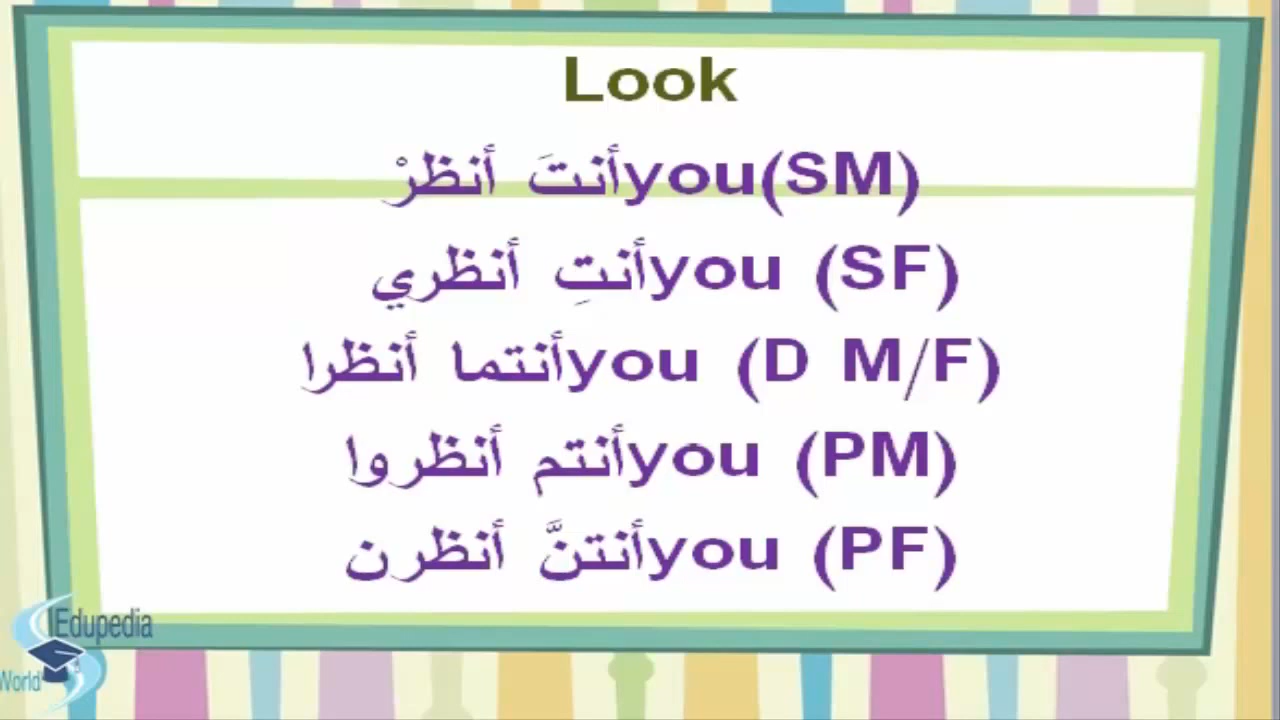 Look
you(SM)أنتَ أنظرْ
you (SF)أنتِ أنظري
you (D M/F)أنتما أنظرا
you (PM)أنتم أنظروا
you (PF)أنتنَّ أنظرن
Edupedia
World